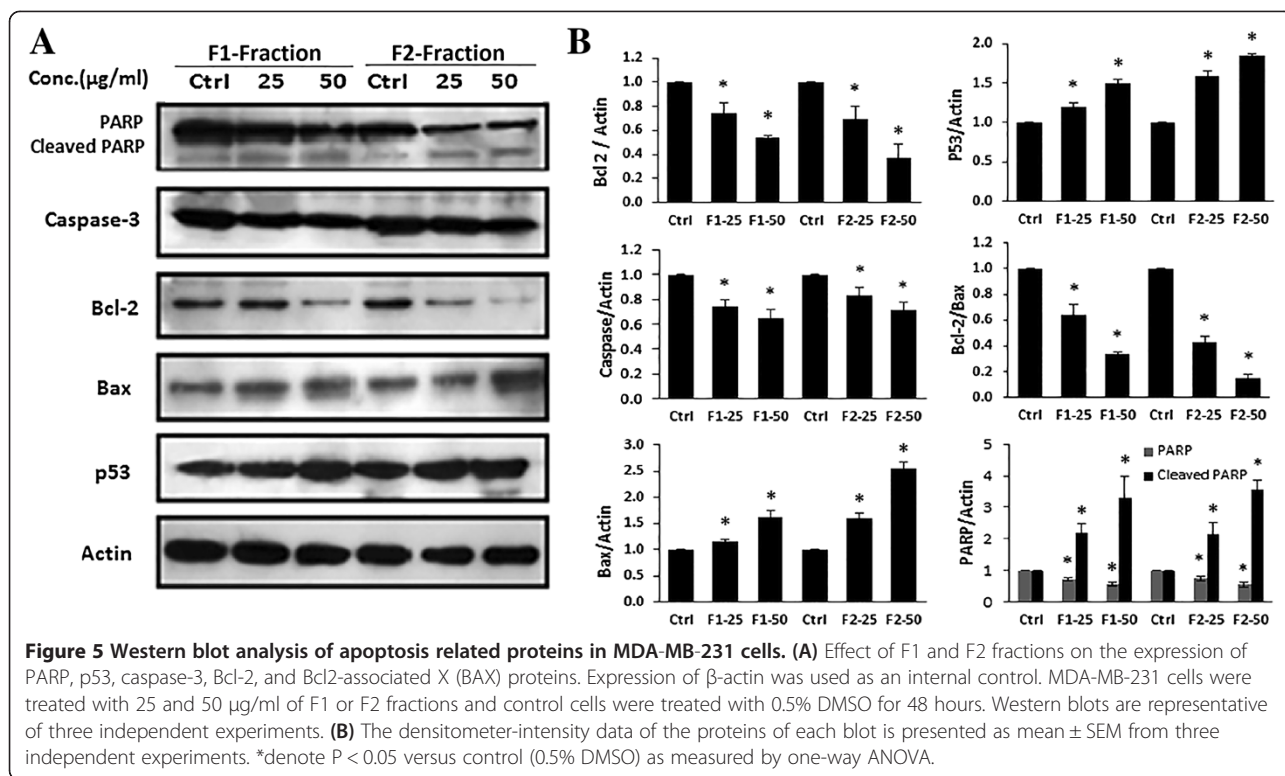 A
F1-Fraction F2-Fraction
Conc.(µg/ml) Ctrl 25 50 Ctrl 25 50
PARP
Cleaved PARP
Caspase-3
Bcl-2
Bax
p53
Actin
B
Bcl 2 / Actin
1.2
1.0
0.8
0.6
0.4
0.2
0.0
* * * *
Ctrl F1-25 F1-50 Ctrl F2-25 F2-50
P53/Actin
2.0
1.5
1.0
0.5
0.0
* * * *
Ctrl F1-25 F1-50 Ctrl F2-25 F2-50
Caspase/Actin
1.2
1.0
0.8
0.6
0.4
0.2
0.0
* * * *
Ctrl F1-25 F1-50 Ctrl F2-25 F2-50
Bcl-2/Bax
1.2
1.0
0.8
0.6
0.4
0.2
0.0
* * * *
Ctrl F1-25 F1-50 Ctrl F2-25 F2-50
Bax/Actin
3.0
2.5
2.0
1.5
1.0
0.5
0.0
* * * *
Ctrl F1-25 F1-50 Ctrl F2-25 F2-50
PARP/Actin
5
4
3
2
1
0
PARP
Cleaved PARP
* * * * * * * *
Ctrl F1-25 F1-50 Ctrl F2-25 F2-50
Figure 5 Western blot analysis of apoptosis related proteins in MDA-MB-231 cells. (A) Effect of F1 and F2 fractions on the expression of
PARP, p53, caspase-3, Bcl-2, and Bcl2-associated X (BAX) proteins. Expression of β-actin was used as an internal control. MDA-MB-231 cells were
treated with 25 and 50 µg/ml of F1 or F2 fractions and control cells were treated with 0.5% DMSO for 48 hours. Western blots are representative
of three independent experiments. (B) The densitometer-intensity data of the proteins of each blot is presented as mean ± SEM from three
independent experiments. *denote P < 0.05 versus control (0.5% DMSO) as measured by one-way ANOVA.